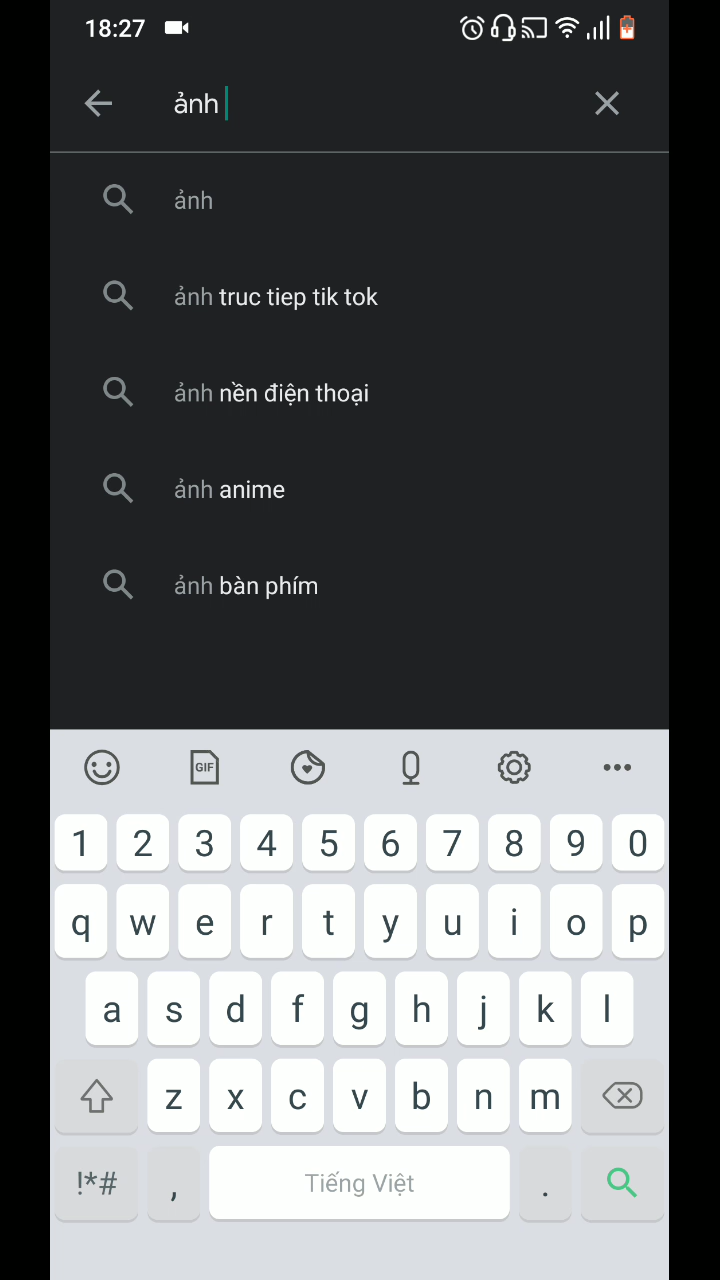 18:27
ảnh
ảnh
ảnh truc tiep tik tok
ảnh nền điện thoại
ảnh anime
ảnh bàn phím
GIF
1 2 3 4 5 6 7 8 9 0
q w e r t y u i o p
a s d f g h j k l
z x c v b n m
!*# , Tiếng Việt .